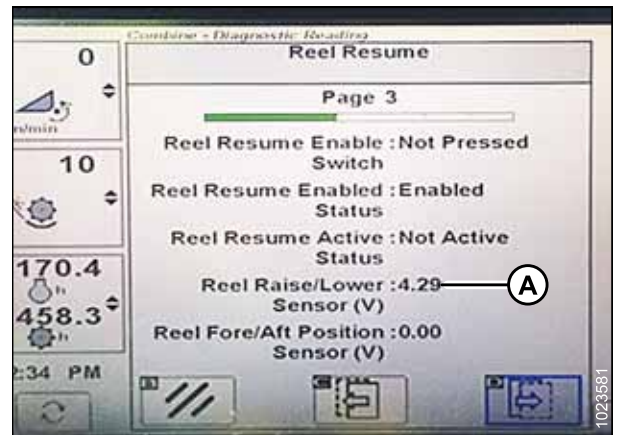 Combine - Diagnostic Reading
Reel Resume
Page 3
Reel Resume Enable :Not Pressed
Switch
Reel Resume Enabled :Enabled
Status
Reel Resume Active :Not Active
Status
Reel Raise/Lower :4.29
Sensor (V)
Reel Fore/Aft Position :0.00
Sensor (V)
A
0
n/min
10
170.4
h
458.3
h
2:34 PM
1023581